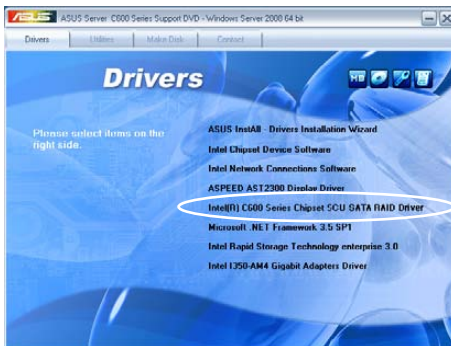 ASUS Server C600 Series Support DVD - Windows Server 2008 64 bit
Drivers Utilities Make Disk Contact
Drivers
Please select items on the
right side.
ASUS InstAll - Drivers Installation Wizard
Intel Chipset Device Software
Intel Network Connections Software
ASPEED AST2300 Display Driver
Intel(R) C600 Series Chipset SCU SATA RAID Driver
Microsoft .NET Framework 3.5 SP1
Intel Rapid Storage Technology enterprise 3.0
Intel I350-AM4 Gigabit Adapters Driver